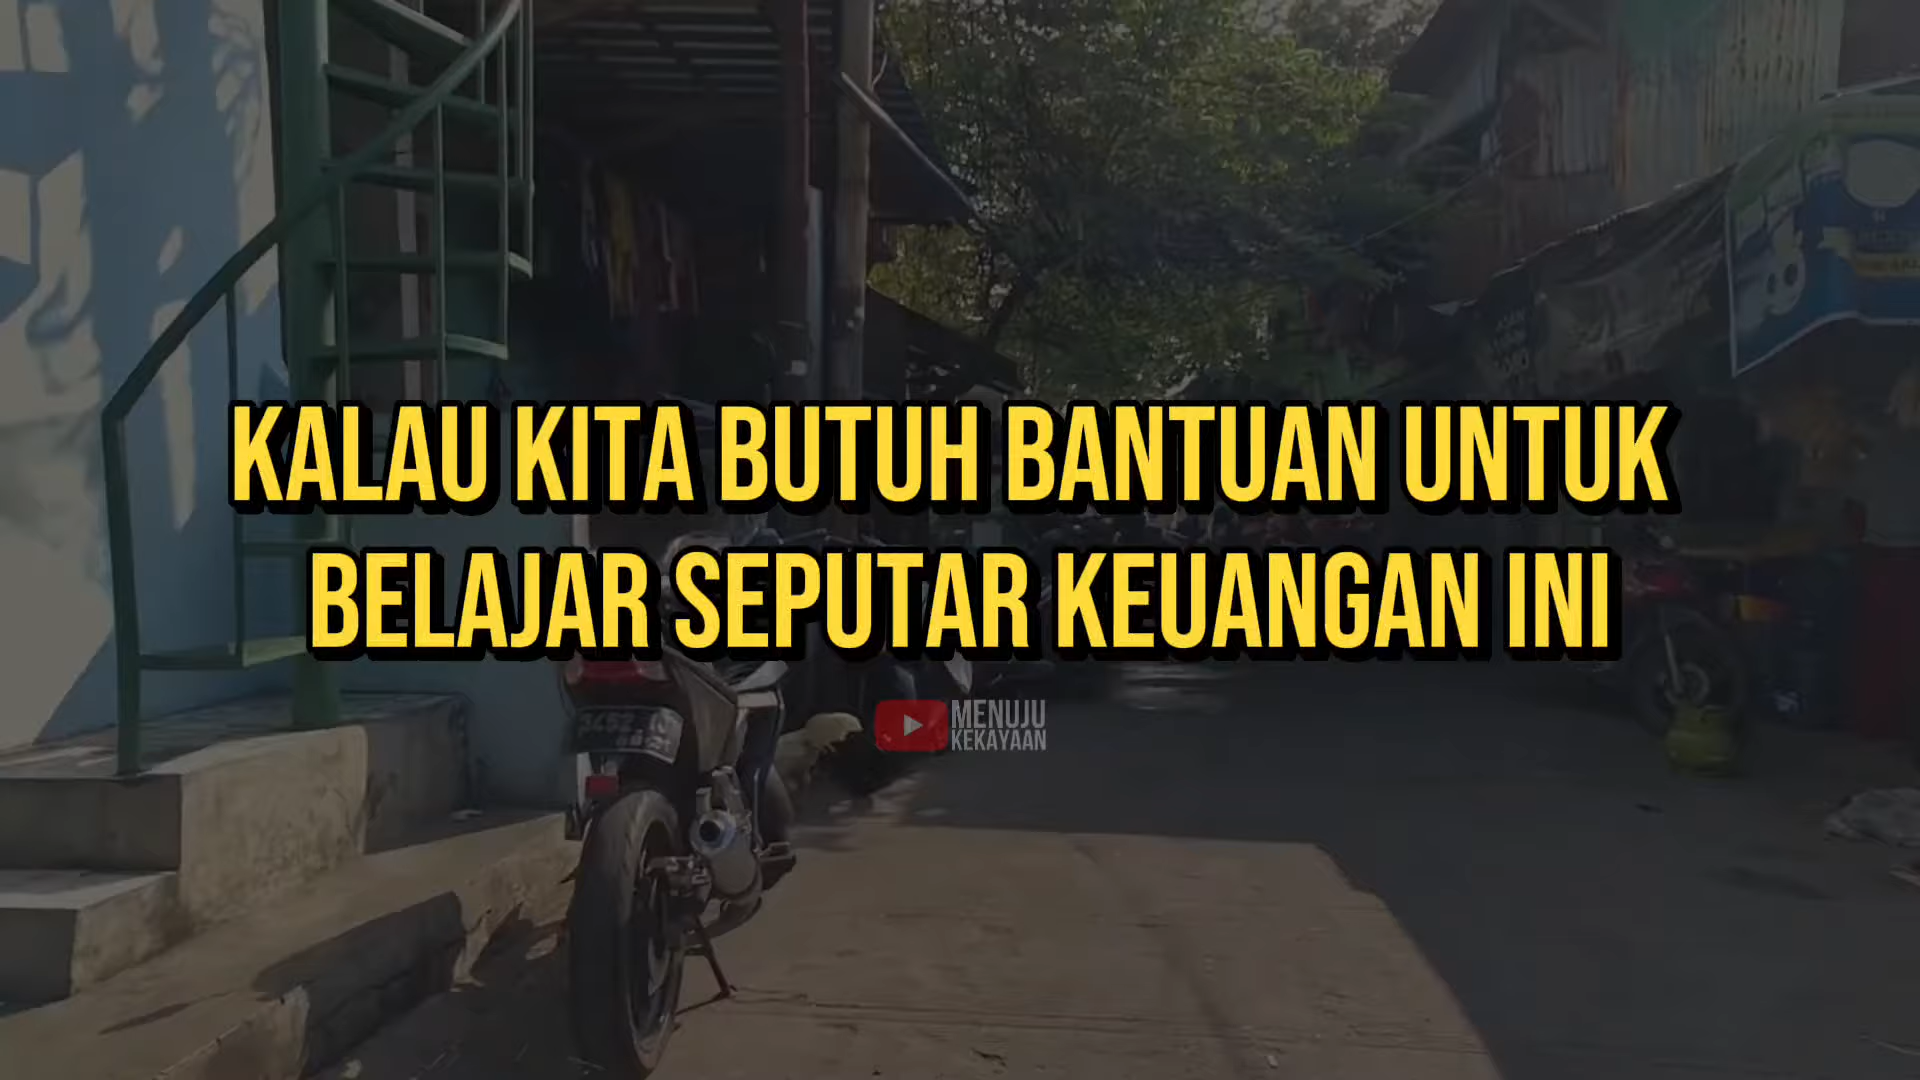 KALAU KITA BUTUH BANTUAN UNTUK
BELAJAR SEPUTAR KEUANGAN INI
MENUJU
KEKAYAAN